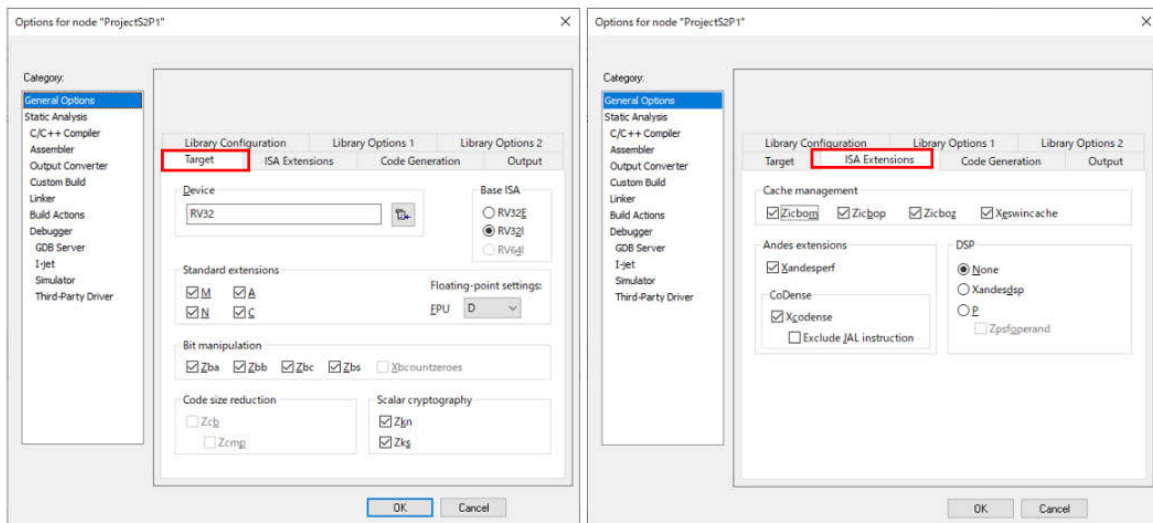 Options for node "ProjectS2P1"
Category:
General Options
Static Analysis
C/C++ Compiler
Assembler
Output Converter
Custom Build
Linker
Build Actions
Debugger
GDB Server
I-jet
Simulator
Third-Party Driver
Library Configuration Library Options 1 Library Options 2
Target ISA Extensions Code Generation Output
Device
RV32
Base ISA
RV32E
RV32I
RV64I
Standard extensions
M A
N C
Floating-point settings:
FPU D
Bit manipulation
Zba Zbb Zbc Zbs Xbcountzeroes
Code size reduction
Zcb
Zcmp
Scalar cryptography
Zkn
Zks
OK Cancel
Options for node "ProjectS2P1"
Category:
General Options
Static Analysis
C/C++ Compiler
Assembler
Output Converter
Custom Build
Linker
Build Actions
Debugger
GDB Server
I-jet
Simulator
Third-Party Driver
Library Configuration Library Options 1 Library Options 2
Target ISA Extensions Code Generation Output
Cache management
Zicbom Zicbop Zicboz Xeswincache
Andes extensions
Xandesperf
CoDense
Xcodense
Exclude JAL instruction
DSP
None
Xandesdsp
P
Zpsfoperand
OK Cancel